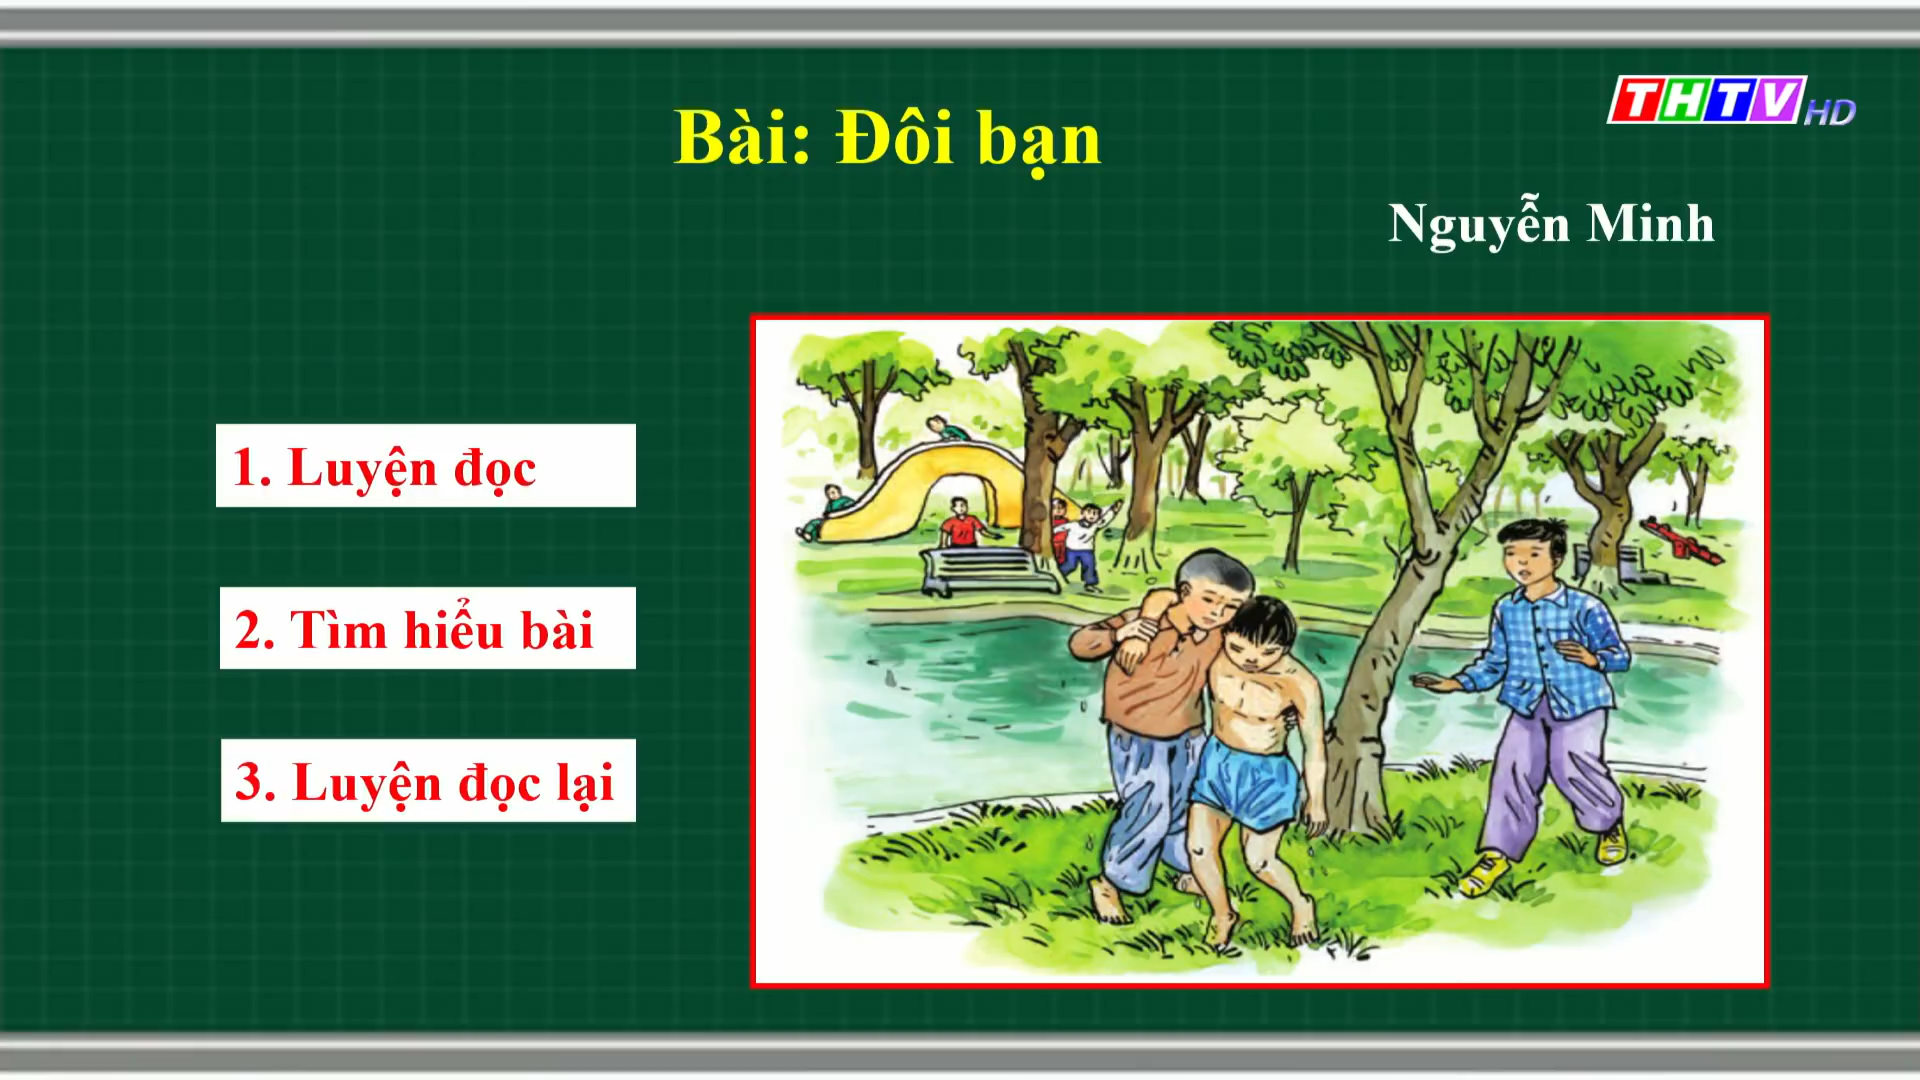 THTV HD
Bài: Đôi bạn
Nguyễn Minh
1. Luyện đọc
2. Tìm hiểu bài
3. Luyện đọc lại